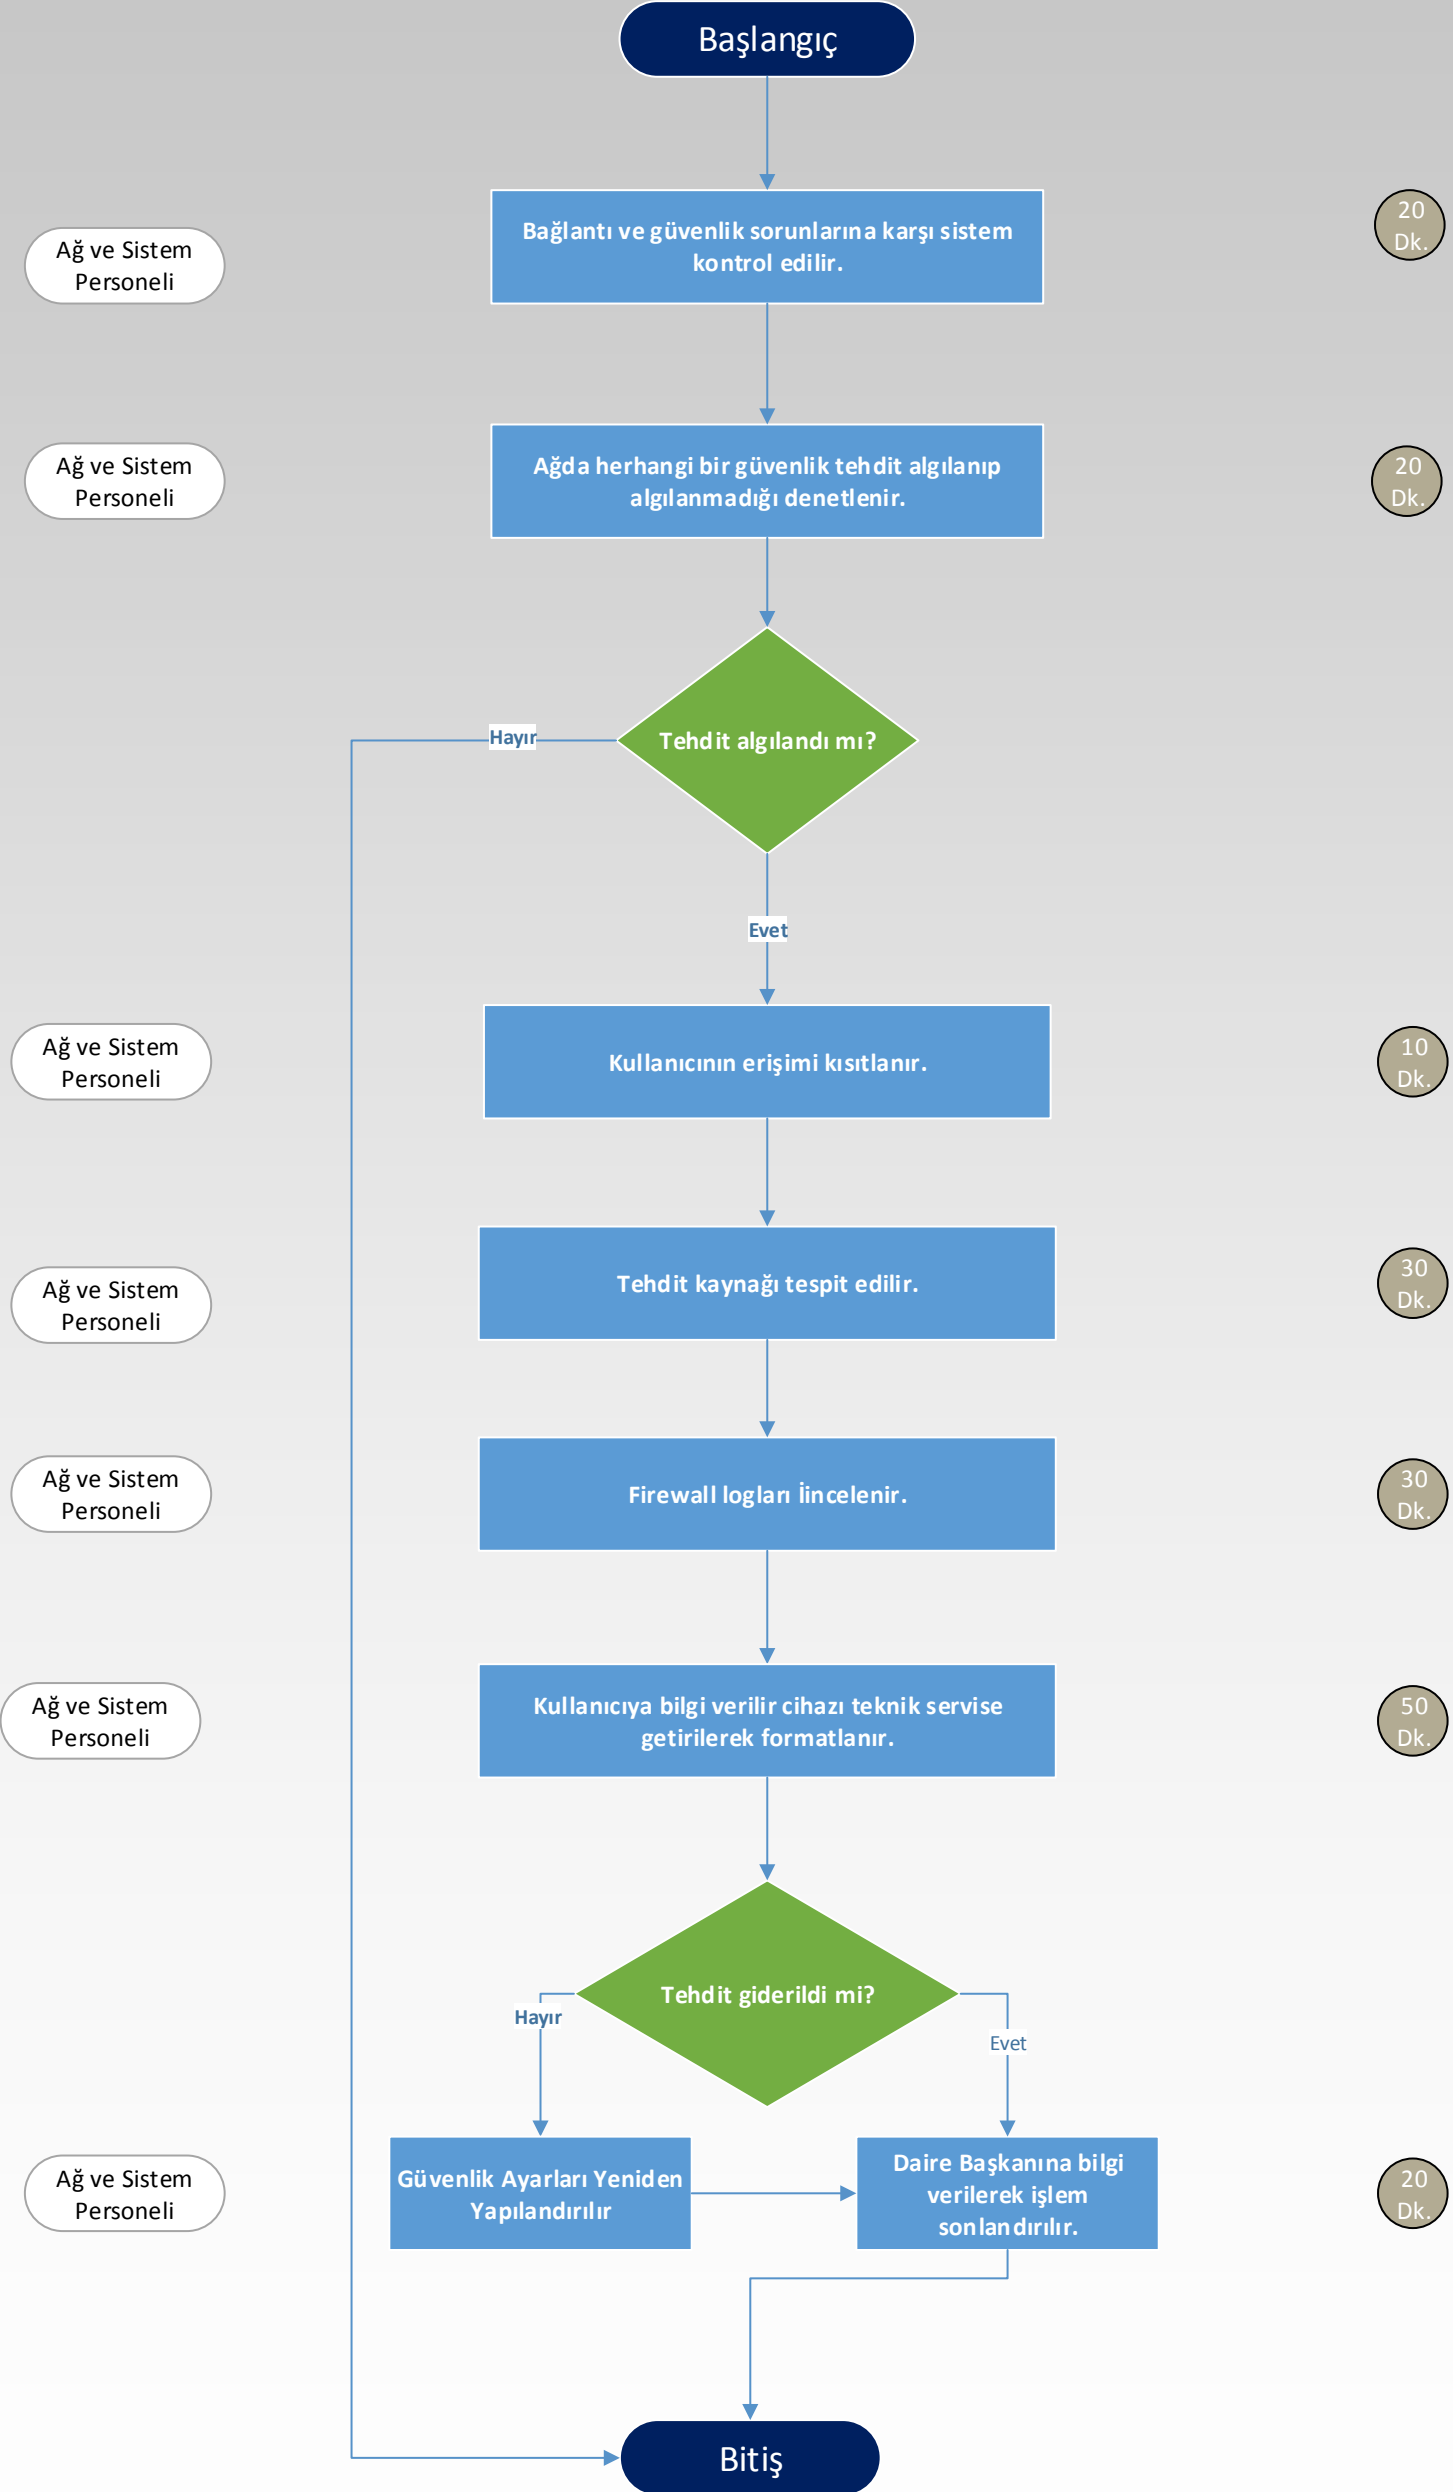 Başlangıç
Ağ ve Sistem
Personeli
Bağlantı ve güvenlik sorunlarına karşı sistem
kontrol edilir.
20
Dk.
Ağ ve Sistem
Personeli
Ağda herhangi bir güvenlik tehdit algılanıp
algılanmadığı denetlenir.
20
Dk.
Tehdit algılandı mı?
Hayır
Evet
Ağ ve Sistem
Personeli
Kullanıcının erişimi kısıtlanır.
10
Dk.
Ağ ve Sistem
Personeli
Tehdit kaynağı tespit edilir.
30
Dk.
Ağ ve Sistem
Personeli
Firewall logları İincelenir.
30
Dk.
Ağ ve Sistem
Personeli
Kullanıcıya bilgi verilir cihazı teknik servise
getirilerek formatlanır.
50
Dk.
Tehdit giderildi mi?
Hayır
Evet
Ağ ve Sistem
Personeli
Güvenlik Ayarları Yeniden
Yapılandırılır
Daire Başkanına bilgi
verilerek işlem
sonlandırılır.
20
Dk.
Bitiş